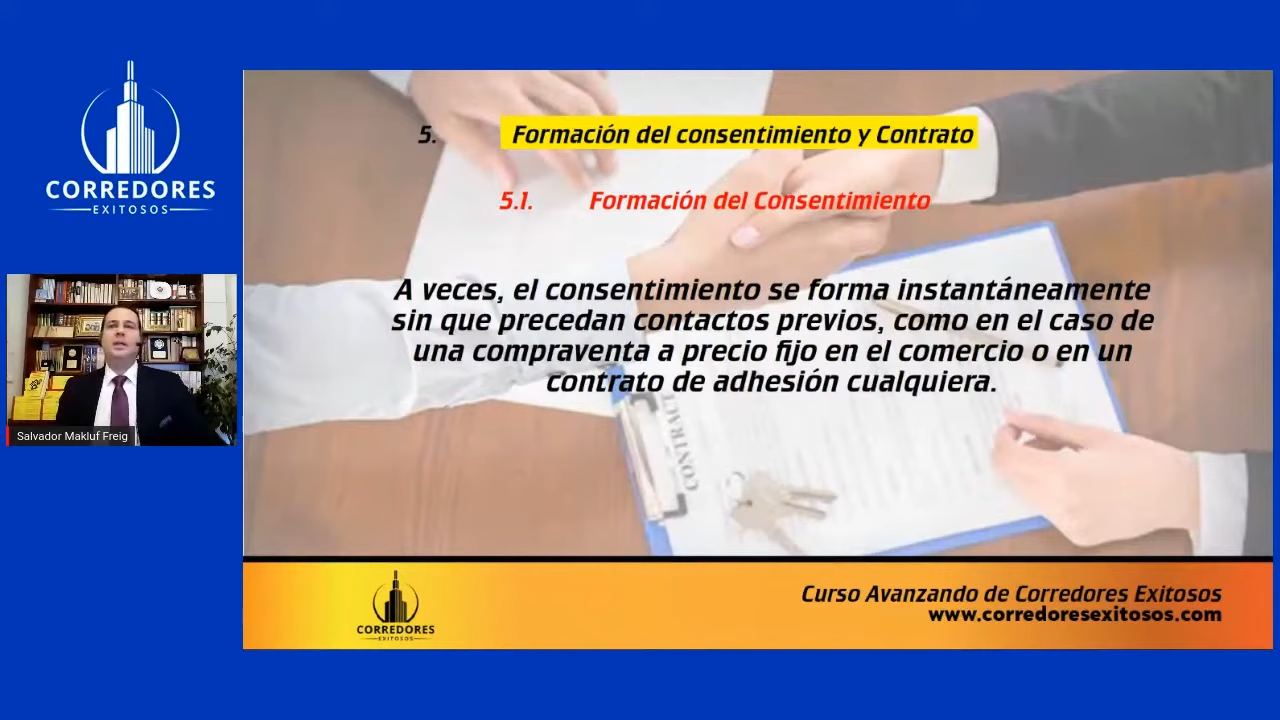 CORREDORES
EXITOSOS
Salvador Makluf Freig
5. Formación del consentimiento y Contrato
5.1. Formación del Consentimiento
A veces, el consentimiento se forma instantáneamente
sin que precedan contactos previos, como en el caso de
una compraventa a precio fijo en el comercio o en un
contrato de adhesión cualquiera.
CONTRACT
CORREDORES
EXITOSOS
Curso Avanzando de Corredores Exitosos
www.corredoresexitosos.com